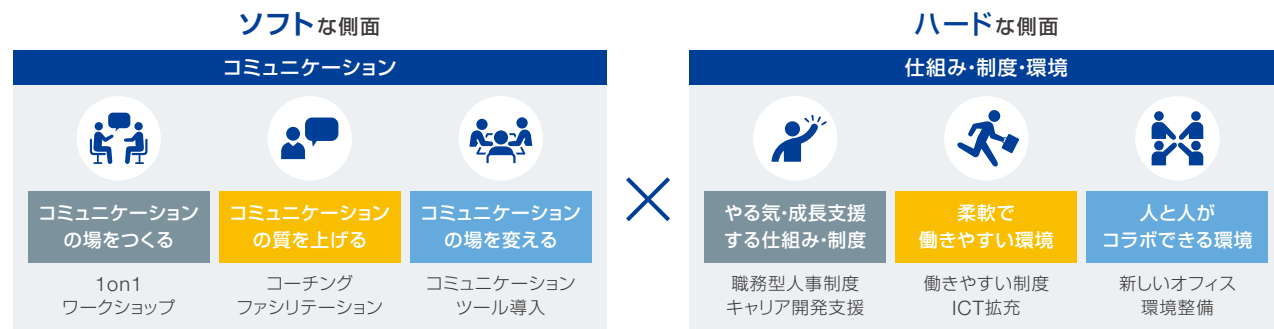 ソフトな側面
コミュニケーション
コミュニケーション
の場をつくる
1on1
ワークショップ
コミュニケーション
の質を上げる
コーチング
ファシリテーション
コミュニケーション
の場を変える
コミュニケーション
ツール導入
×
ハードな側面
仕組み・制度・環境
やる気・成長支援
する仕組み・制度
職務型人事制度
キャリア開発支援
柔軟で
働きやすい環境
働きやすい制度
ICT拡充
人と人が
コラボできる環境
新しいオフィス
環境整備